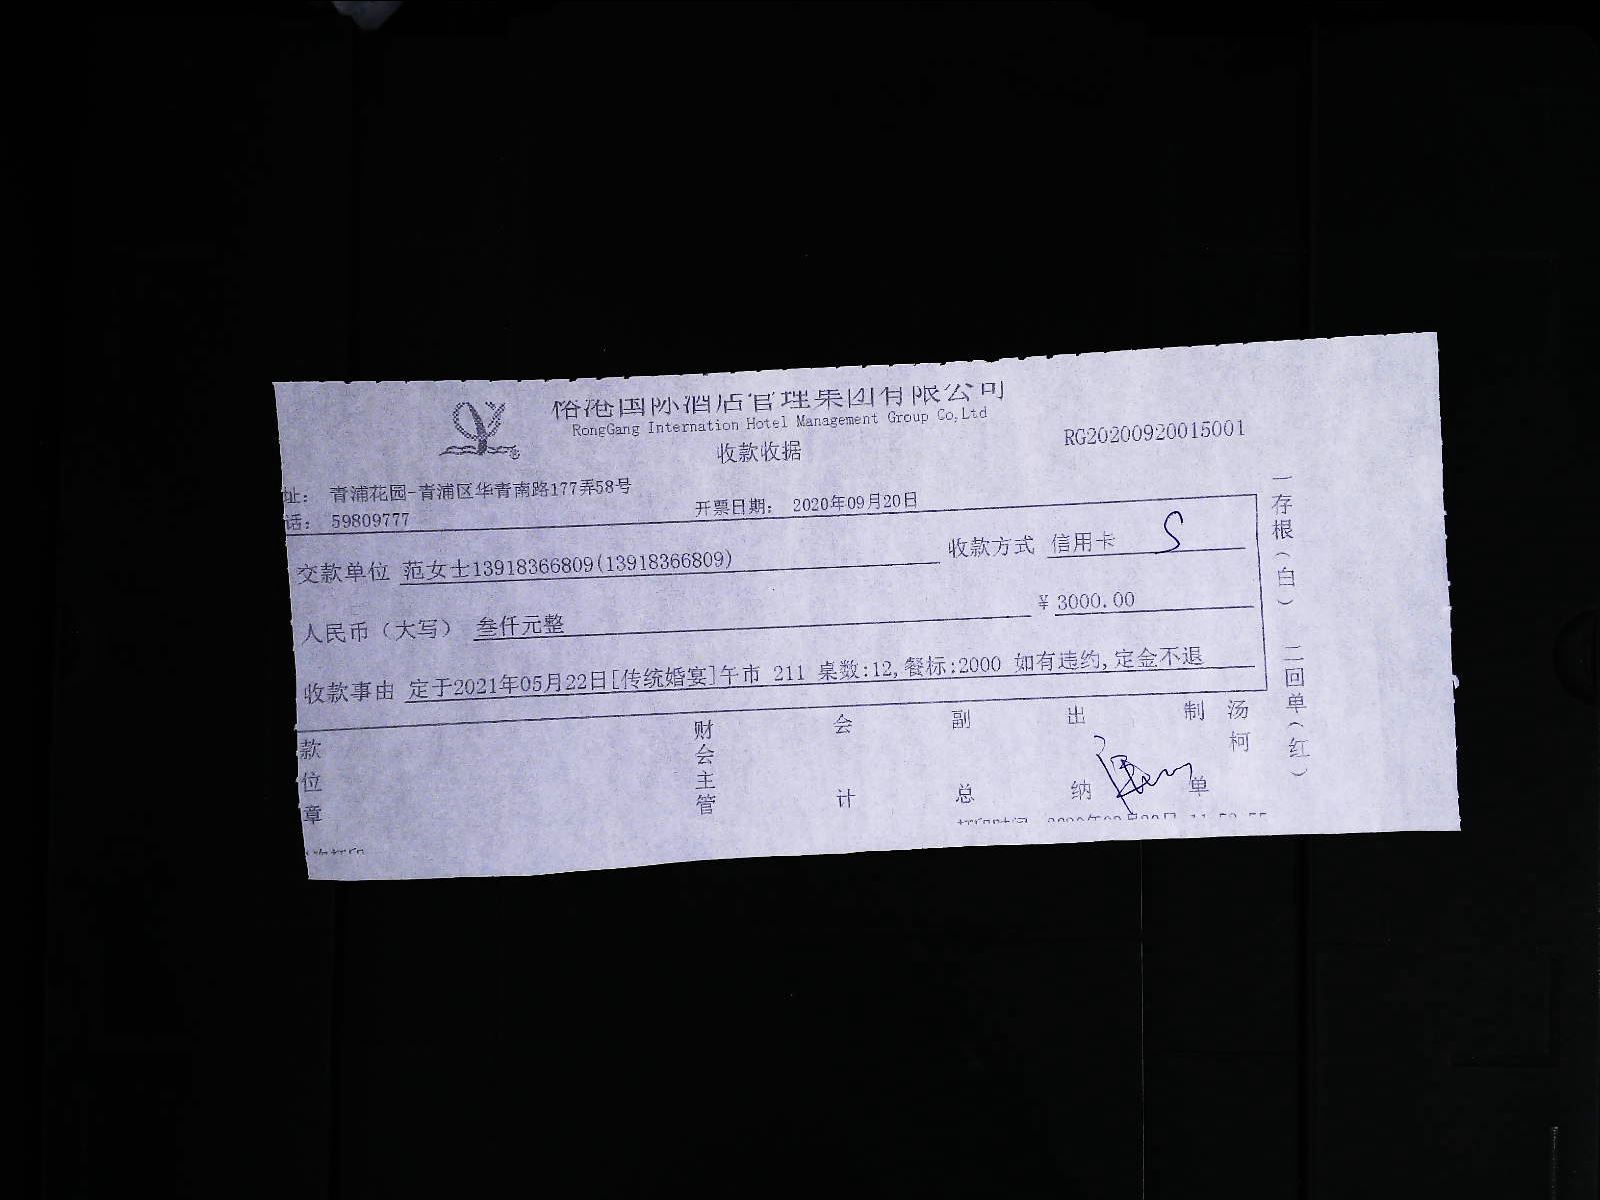 国际酒店管理集团有限公司
RongGang Internation Hotel Management Group Co,Ltd
收款收据
RG20200920015001
址： 青浦花园-青浦区华青南路177弄58号
话： 59809777
开票日期： 2020年09月20日
交款单位 范女士13918366809(13918366809)
收款方式 信用卡 S
人民币（大写） 叁仟元整
¥ 3000.00
收款事由 定于2021年05月22日[传统婚宴]午市 211 桌数:12,餐标:2000 如有违约,定金不退
款位章
财会主管
会计
副总
出纳
制单
汤柯
一存根（白） 二回单（红）